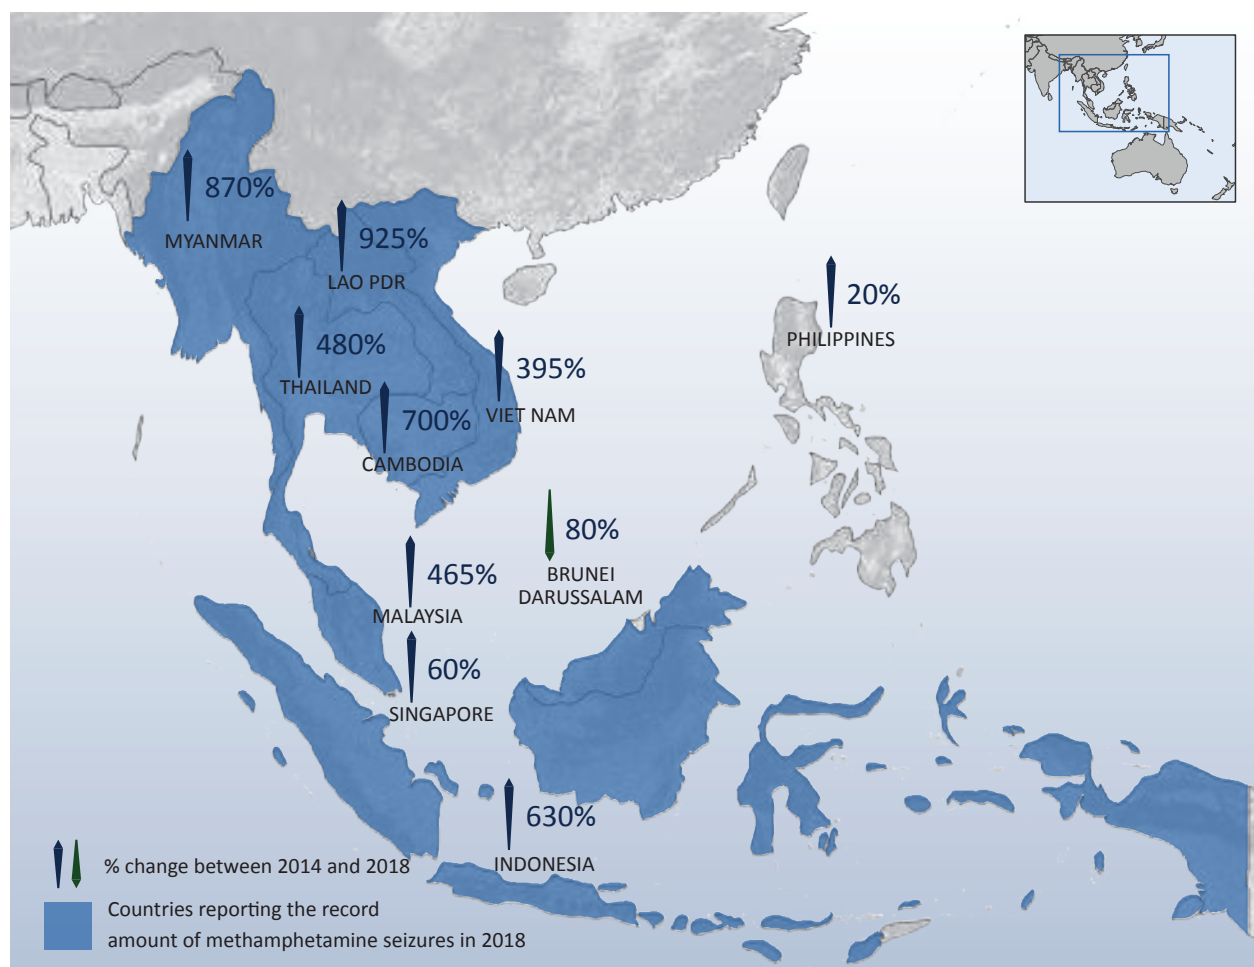 870%
MYANMAR
925%
LAO PDR
20%
PHILIPPINES
480%
THAILAND
395%
VIET NAM
700%
CAMBODIA
80%
BRUNEI
DARUSSALAM
465%
MALAYSIA
60%
SINGAPORE
630%
INDONESIA
% change between 2014 and 2018
Countries reporting the record
amount of methamphetamine seizures in 2018